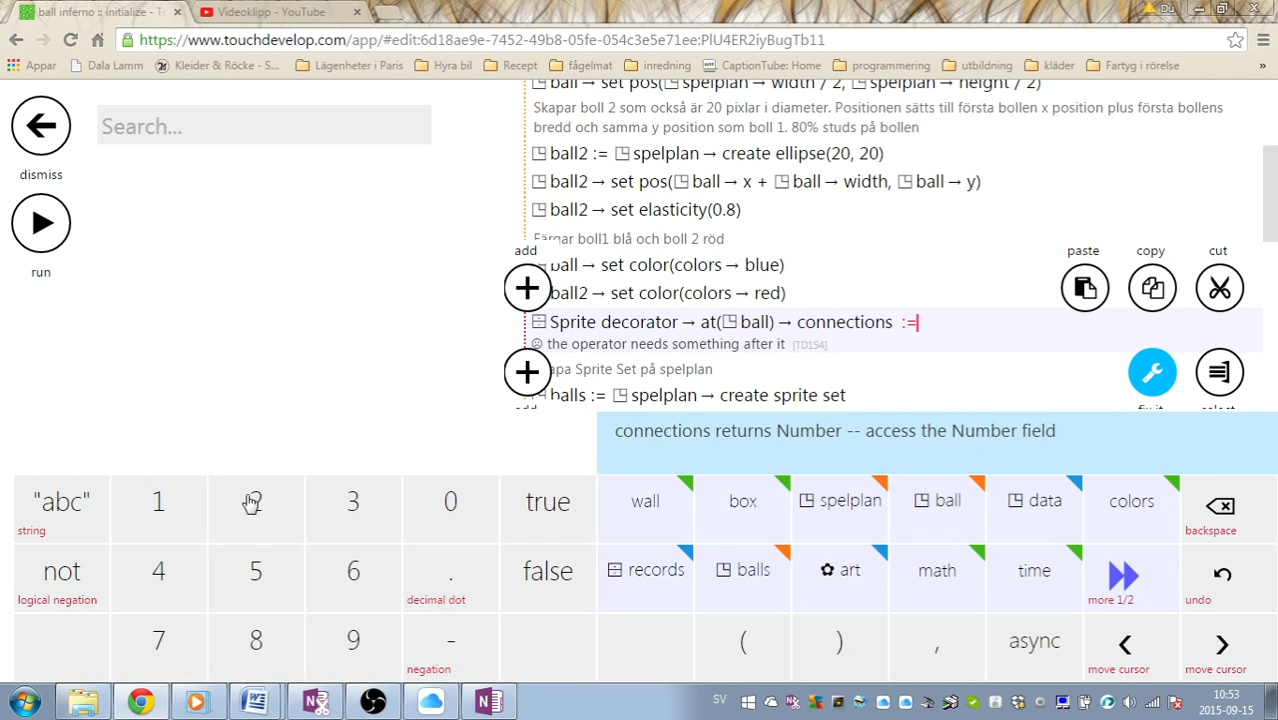 ball inferno :: initialize - To
Videoklipp - YouTube
Du
https://www.touchdevelop.com/app/#edit:6d18ae9e-7452-49b8-05fe-054c3e5e71ee:PlU4ER2iyBugTb11
Appar Dala Lamm Kleider & Röcke - S... Lägenheter i Paris Hyra bil Recept CaptionTube: Home fågelmat inredning programmering utbildning kläder Fartyg i rörelse »
ball → set pos(spelplan → width / 2, spelplan → height / 2)
Search...
dismiss
run
Skapar boll 2 som också är 20 pixlar i diameter. Positionen sätts till första bollen x position plus första bollens
bredd och samma y position som boll 1. 80% studs på bollen
ball2 := spelplan → create ellipse(20, 20)
ball2 → set pos(ball → x + ball → width, ball → y)
ball2 → set elasticity(0.8)
Färgar boll1 blå och boll 2 röd
add
paste copy cut
ball → set color(colors → blue)
ball2 → set color(colors → red)
Sprite decorator → at(ball) → connections :=
the operator needs something after it [TD154]
apa Sprite Set på spelplan
balls := spelplan → create sprite set
add
fix it select
connections returns Number -- access the Number field
"abc" 1 2 3 0 true wall box spelplan ball data colors
string backspace
not 4 5 6 . false records balls art math time
logical negation decimal dot more 1/2 undo
7 8 9 - ( ) , async
negation move cursor move cursor
SV
10:53
2015-09-15